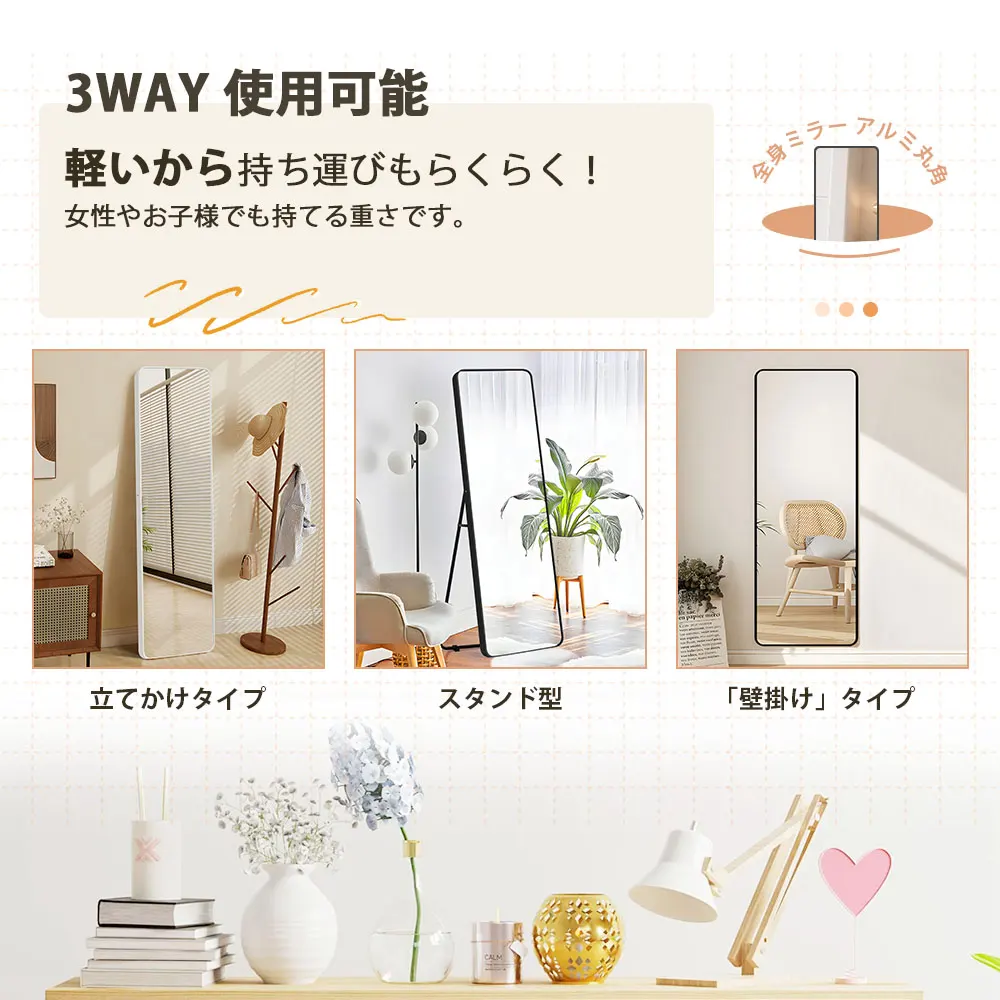 3WAY 使用可能
軽いから持ち運びもらくらく！
女性やお子様でも持てる重さです。
全身ミラー アルミ丸角
立てかけタイプ
スタンド型
「壁掛け」タイプ
CALM